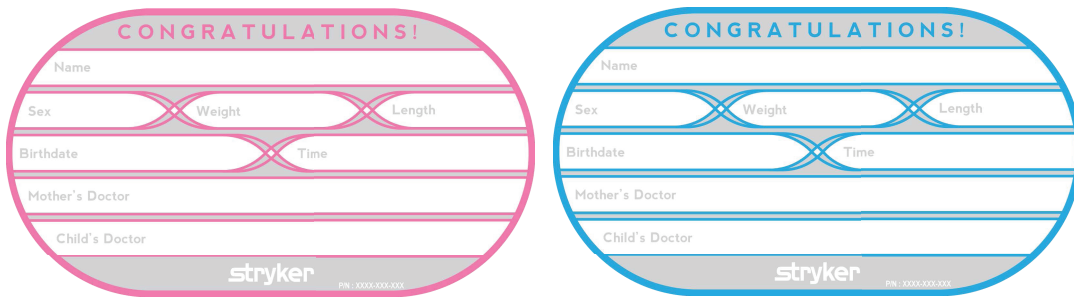 CONGRATULATIONS!
Name
Sex Weight Length
Birthdate Time
Mother's Doctor
Child's Doctor
stryker
P/N : XXXX-XXX-XXX
CONGRATULATIONS!
Name
Sex Weight Length
Birthdate Time
Mother's Doctor
Child's Doctor
stryker
P/N : XXXX-XXX-XXX